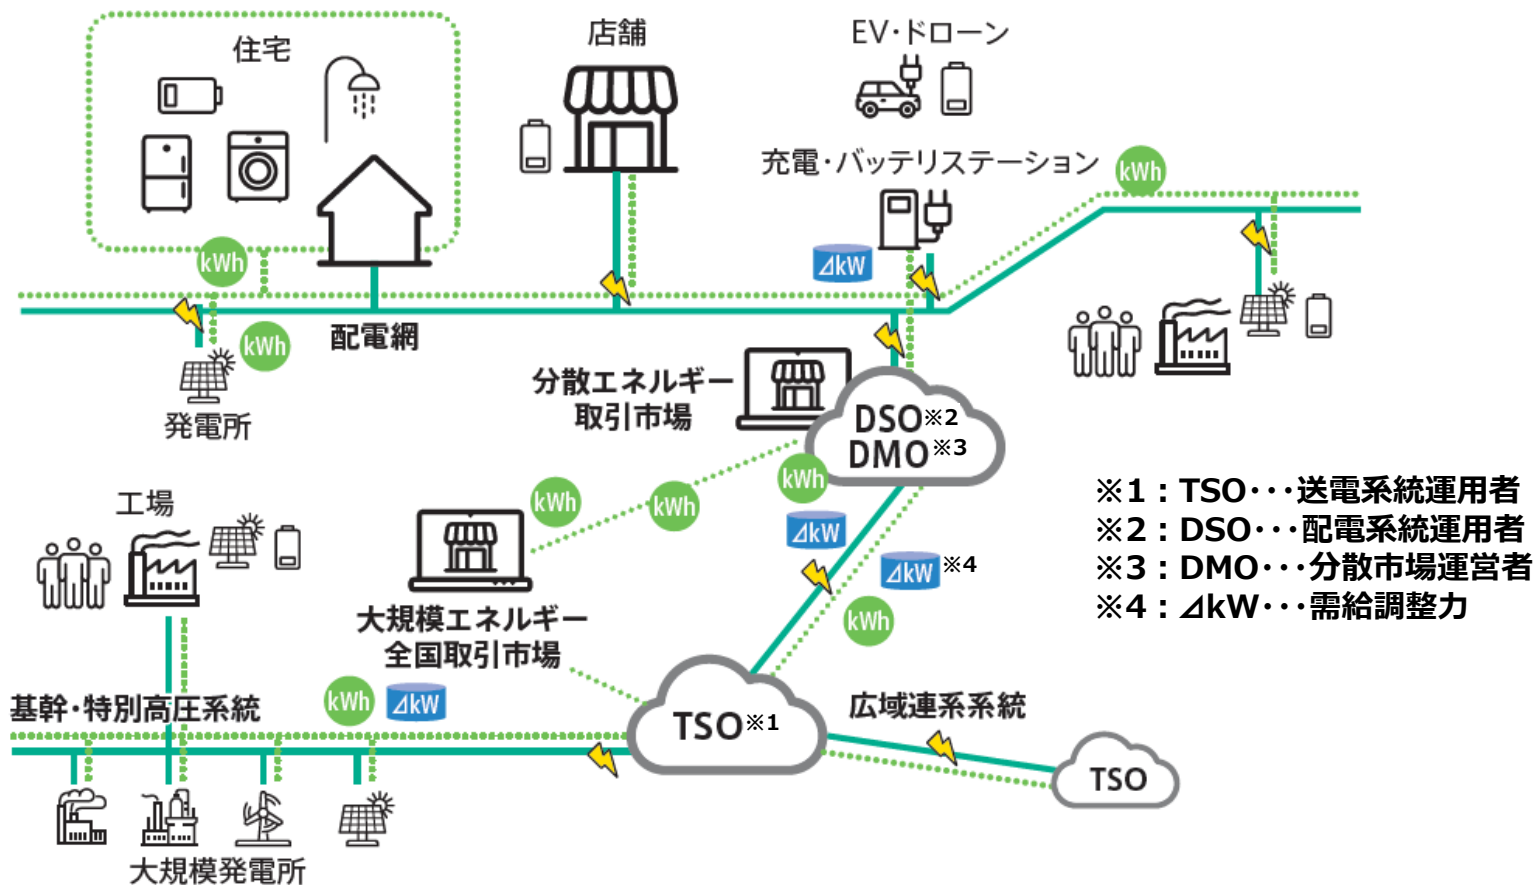 住宅
店舗
EV・ドローン
充電・バッテリステーション
kWh
kWh
⊿kW
kWh
配電網
kWh
発電所
分散エネルギー
取引市場
DSO※2
DMO※3
kWh
kWh
kWh
⊿kW
⊿kW※4
kWh
※1：TSO･･･送電系統運用者
※2：DSO･･･配電系統運用者
※3：DMO･･･分散市場運営者
※4：⊿kW･･･需給調整力
工場
大規模エネルギー
全国取引市場
基幹・特別高圧系統
kWh
⊿kW
TSO※1
広域連系系統
TSO
大規模発電所